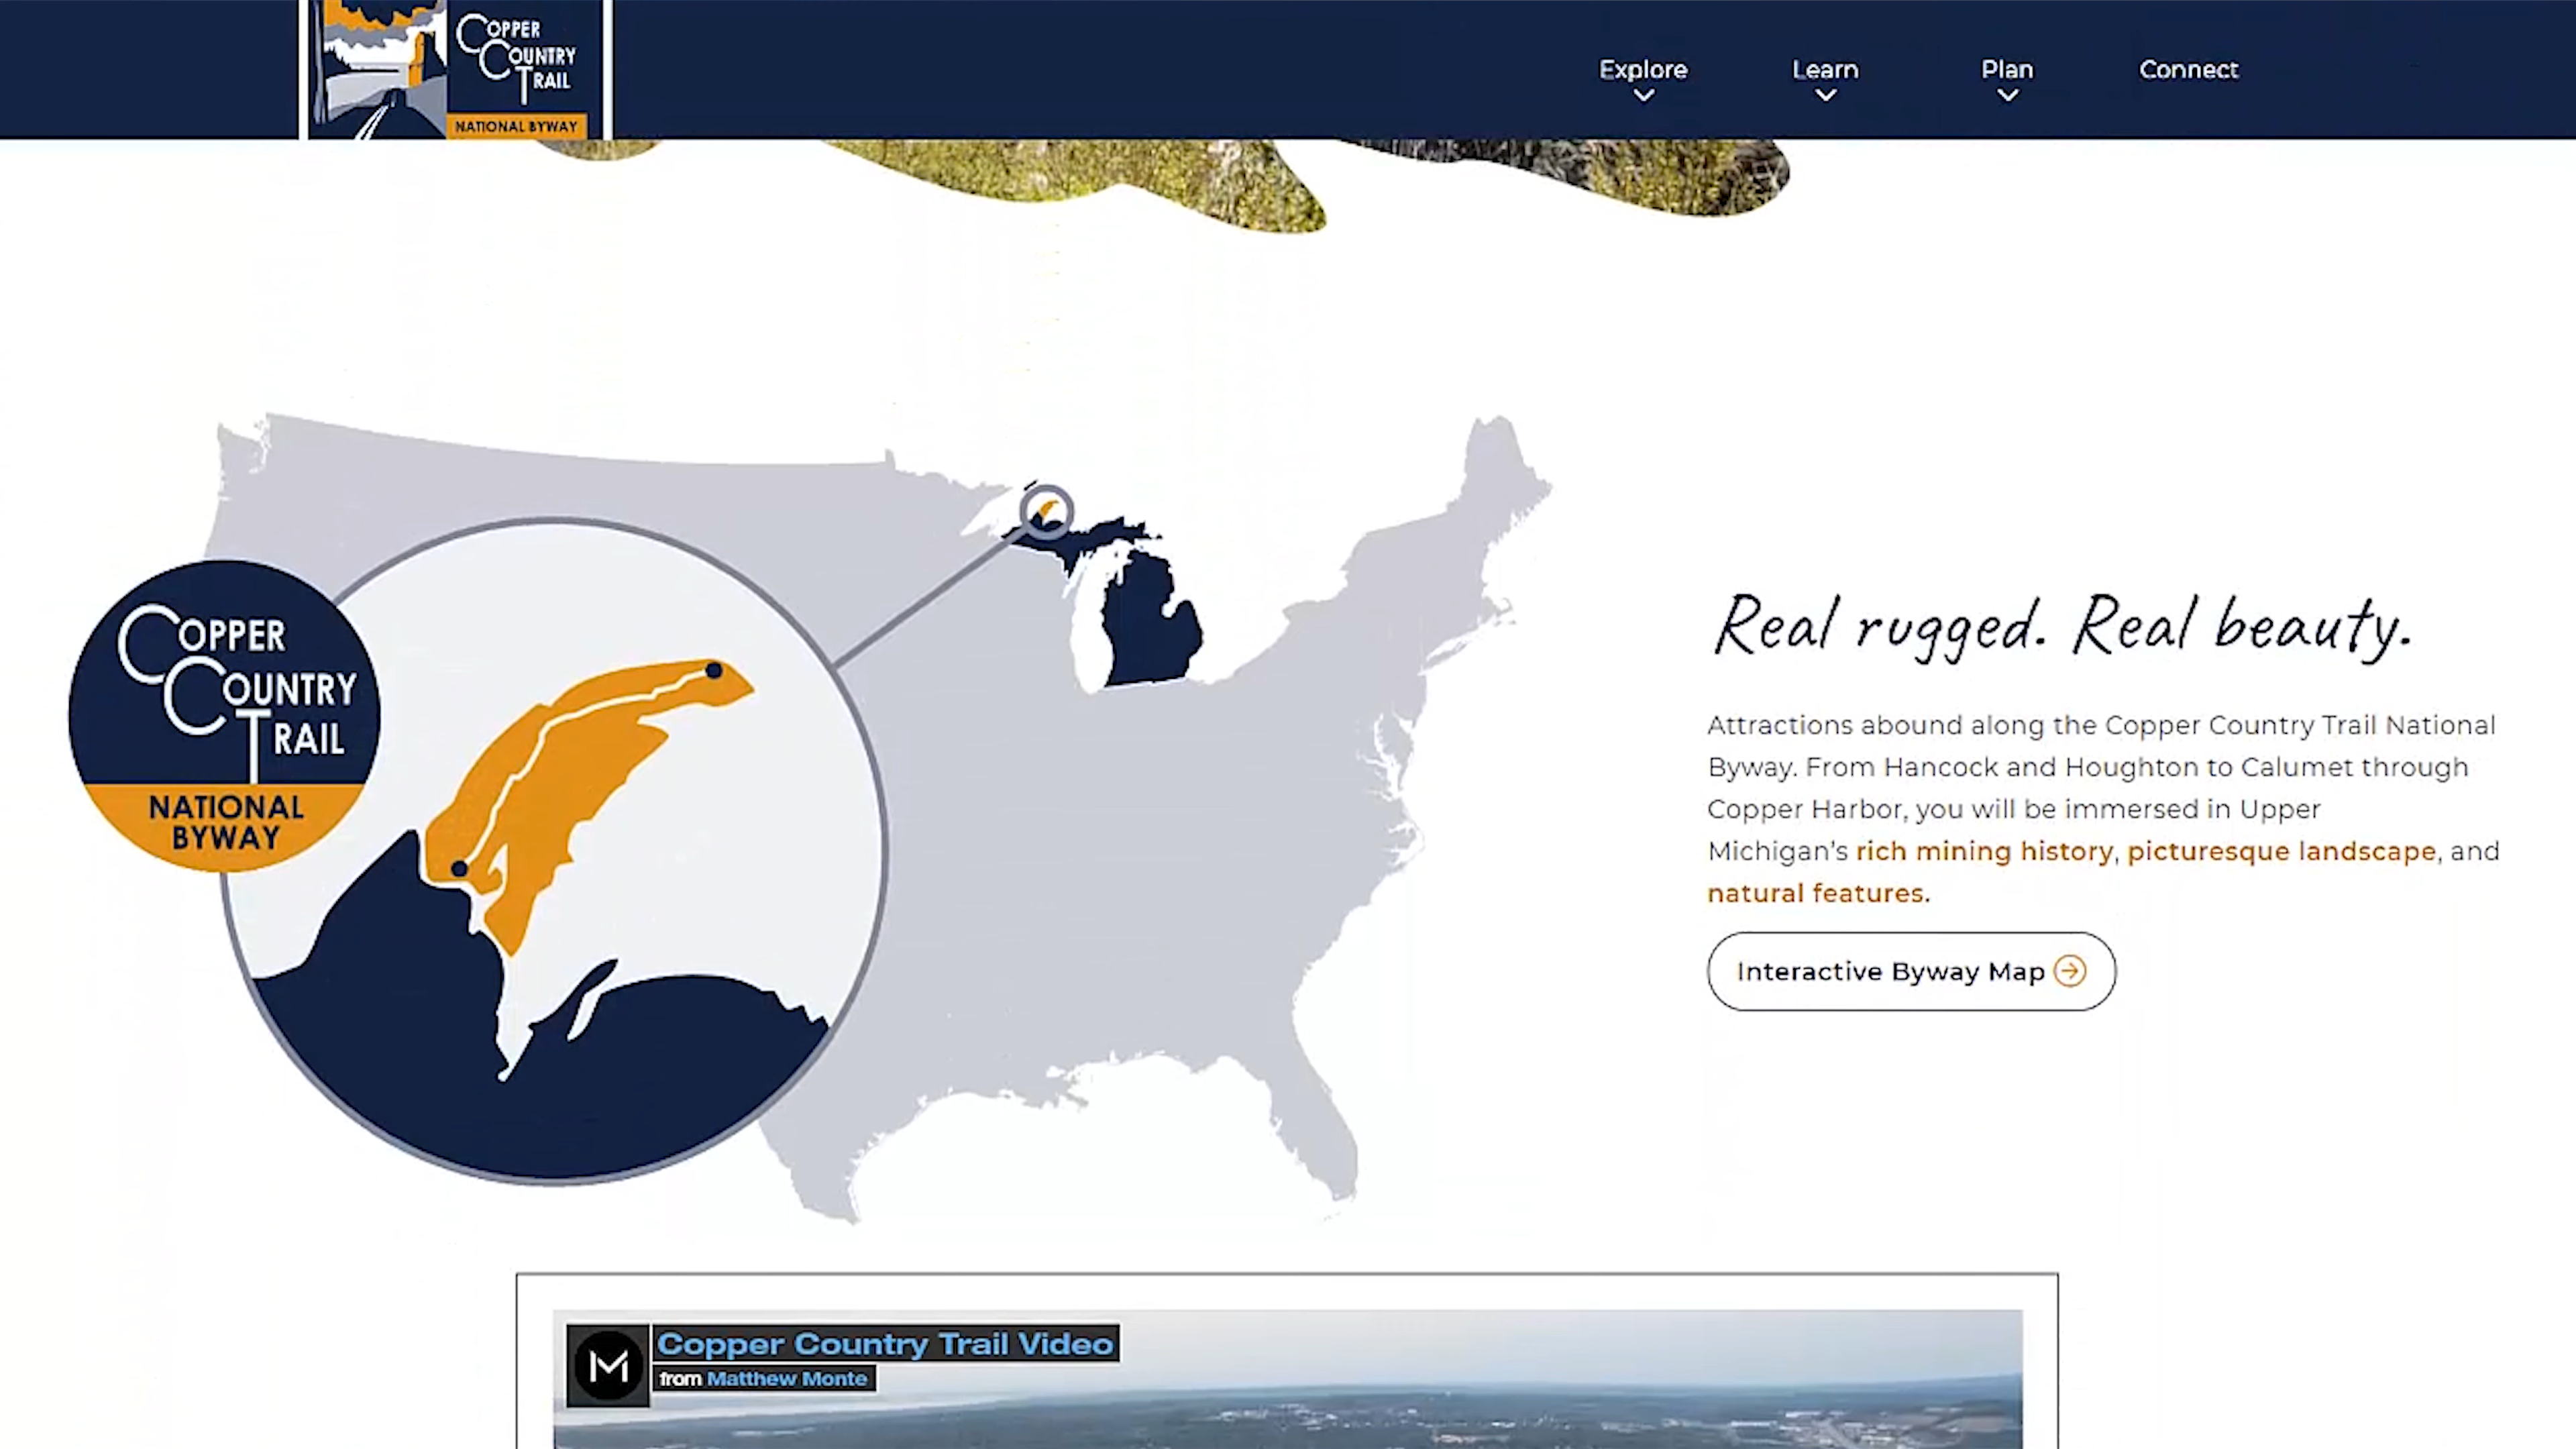 COPPER
COUNTRY
TRAIL
NATIONAL BYWAY
Explore
Learn
Plan
Connect
COPPER
COUNTRY
TRAIL
NATIONAL
BYWAY
Real rugged. Real beauty.
Attractions abound along the Copper Country Trail National
Byway. From Hancock and Houghton to Calumet through
Copper Harbor, you will be immersed in Upper
Michigan's rich mining history, picturesque landscape, and
natural features.
Interactive Byway Map
M
Copper Country Trail Video
from Matthew Monte